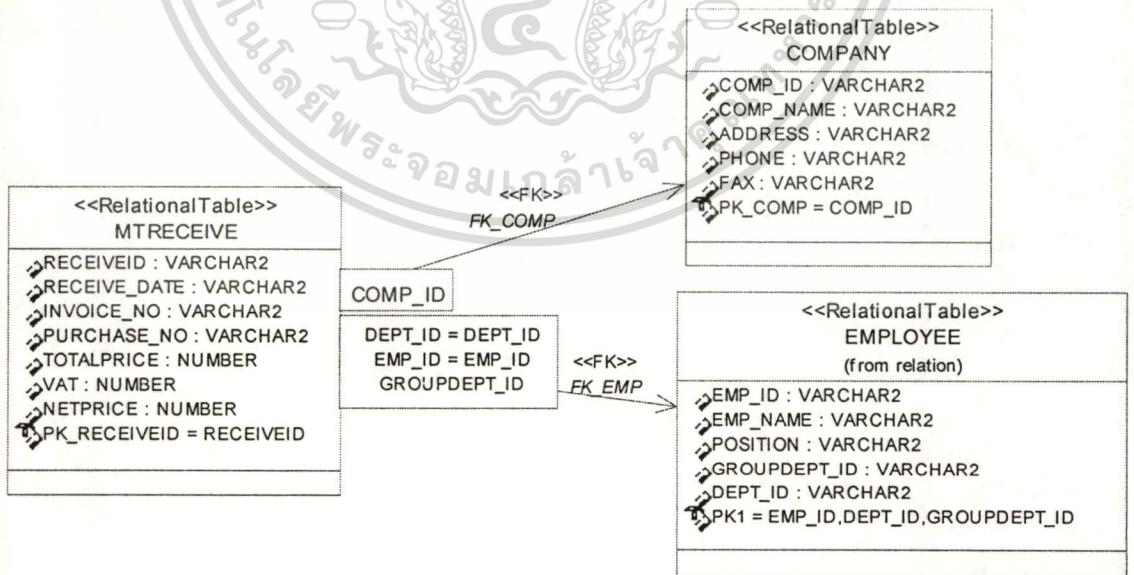 <<RelationalTable>>
COMPANY
COMP_ID : VARCHAR2
COMP_NAME : VARCHAR2
ADDRESS : VARCHAR2
PHONE : VARCHAR2
FAX : VARCHAR2
PK_COMP = COMP_ID
<<FK>>
FK_COMP
<<RelationalTable>>
MTRECEIVE
RECEIVEID : VARCHAR2
RECEIVE_DATE : VARCHAR2
INVOICE_NO : VARCHAR2
PURCHASE_NO : VARCHAR2
TOTALPRICE : NUMBER
VAT : NUMBER
NETPRICE : NUMBER
PK_RECEIVEID = RECEIVEID
COMP_ID
DEPT_ID = DEPT_ID
EMP_ID = EMP_ID
GROUPDEPT_ID
<<FK>>
FK_EMP
<<RelationalTable>>
EMPLOYEE
(from relation)
EMP_ID : VARCHAR2
EMP_NAME : VARCHAR2
POSITION : VARCHAR2
GROUPDEPT_ID : VARCHAR2
DEPT_ID : VARCHAR2
PK1 = EMP_ID,DEPT_ID,GROUPDEPT_ID